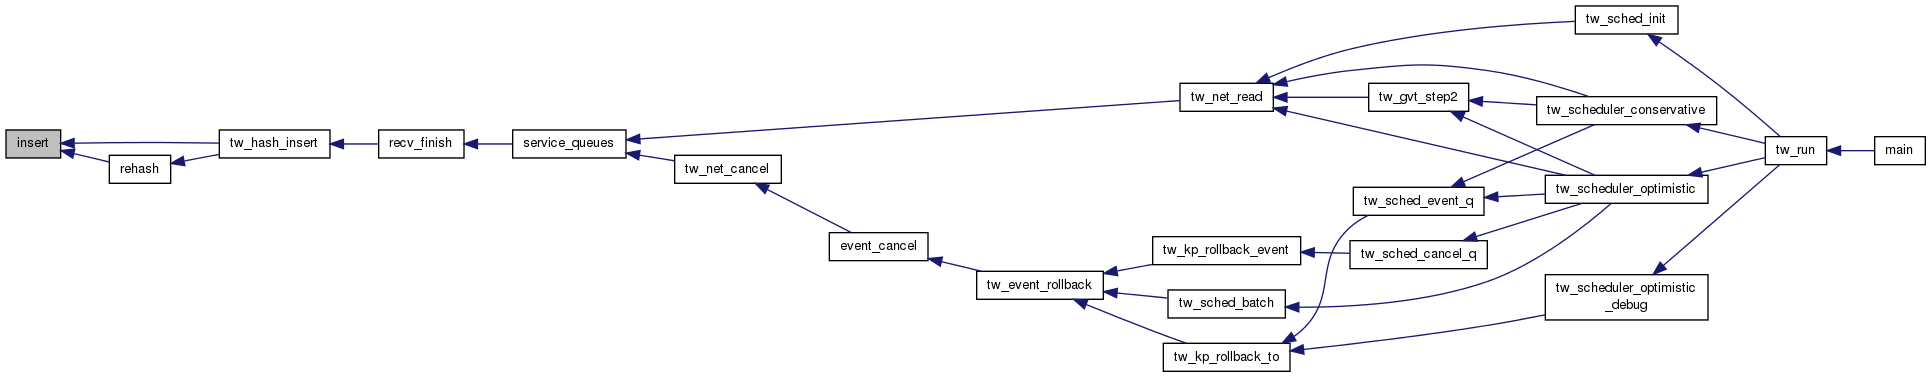 insert
rehash
tw_hash_insert
recv_finish
service_queues
tw_net_read
tw_net_cancel
event_cancel
tw_event_rollback
tw_kp_rollback_event
tw_sched_batch
tw_kp_rollback_to
tw_sched_init
tw_gvt_step2
tw_scheduler_conservative
tw_sched_event_q
tw_scheduler_optimistic
tw_sched_cancel_q
tw_scheduler_optimistic
_debug
tw_run
main